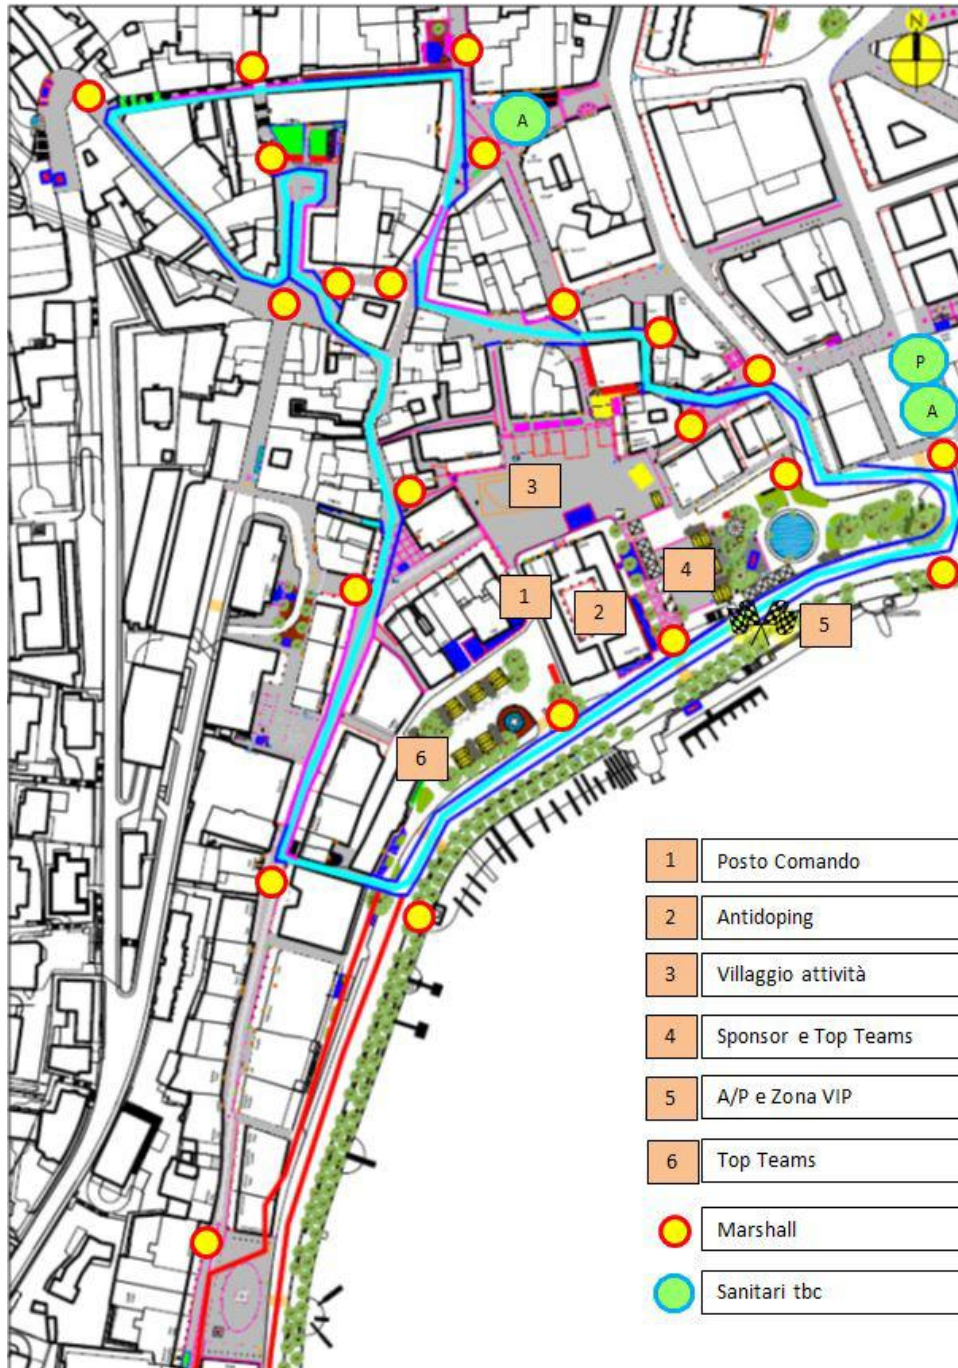 N
A
P
A
3
4
1
2
5
6
1 Posto Comando
2 Antidoping
3 Villaggio attività
4 Sponsor e Top Teams
5 A/P e Zona VIP
6 Top Teams
Marshall
Sanitari tbc